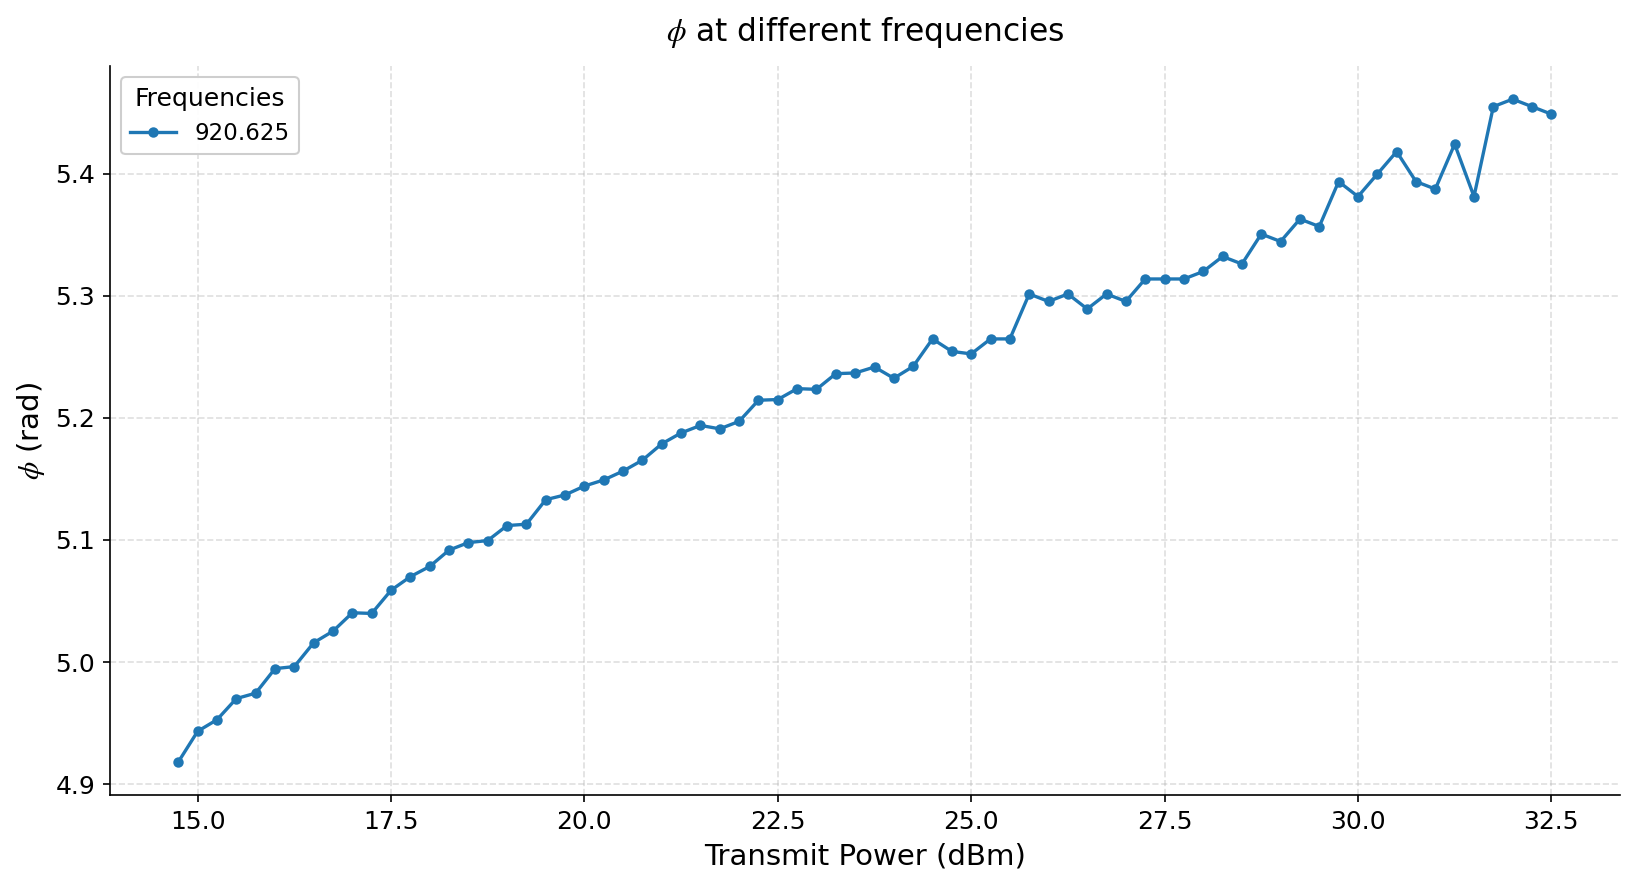 ϕ at different frequencies
Frequencies
920.625
ϕ (rad)
5.4
5.3
5.2
5.1
5.0
4.9
15.0 17.5 20.0 22.5 25.0 27.5 30.0 32.5
Transmit Power (dBm)